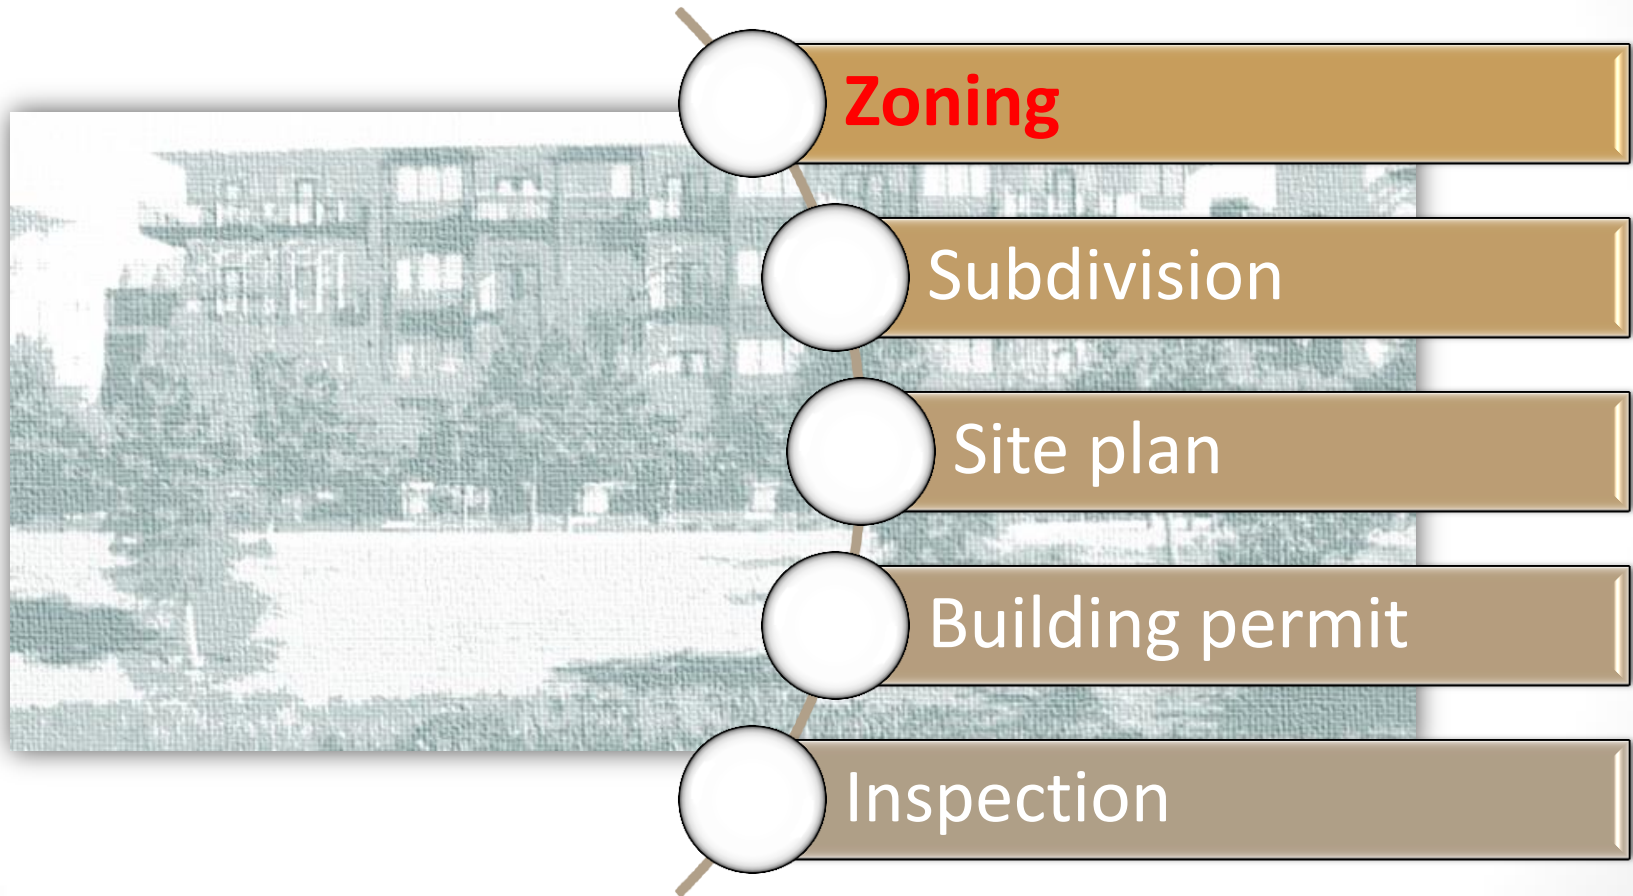 Zoning
Subdivision
Site plan
Building permit
Inspection